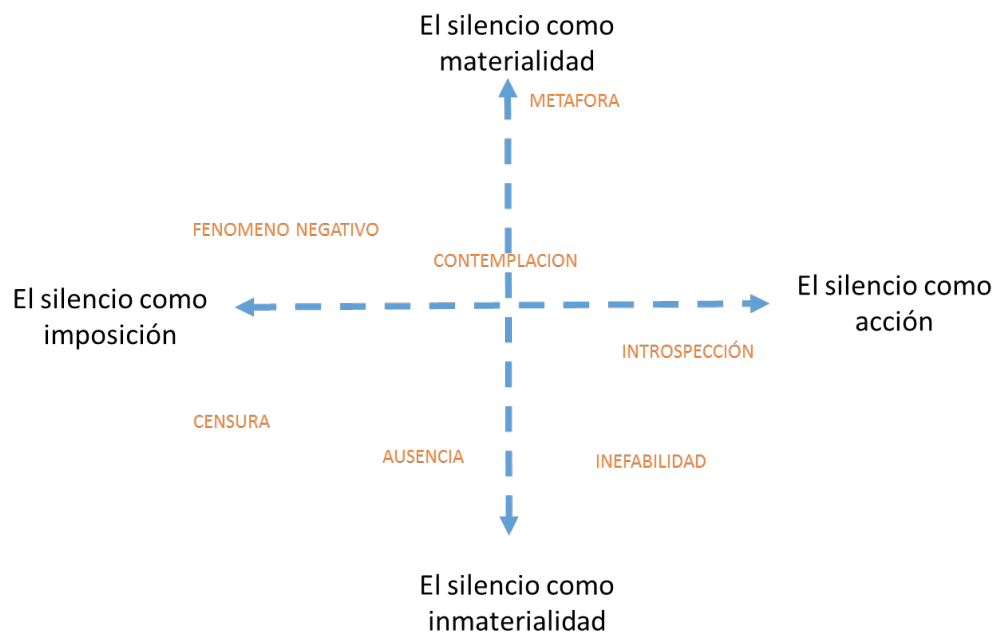 El silencio como
materialidad
METAFORA
FENOMENO NEGATIVO
CONTEMPLACION
El silencio como
imposición
El silencio como
acción
INTROSPECCIÓN
CENSURA
AUSENCIA
INEFABILIDAD
El silencio como
inmaterialidad